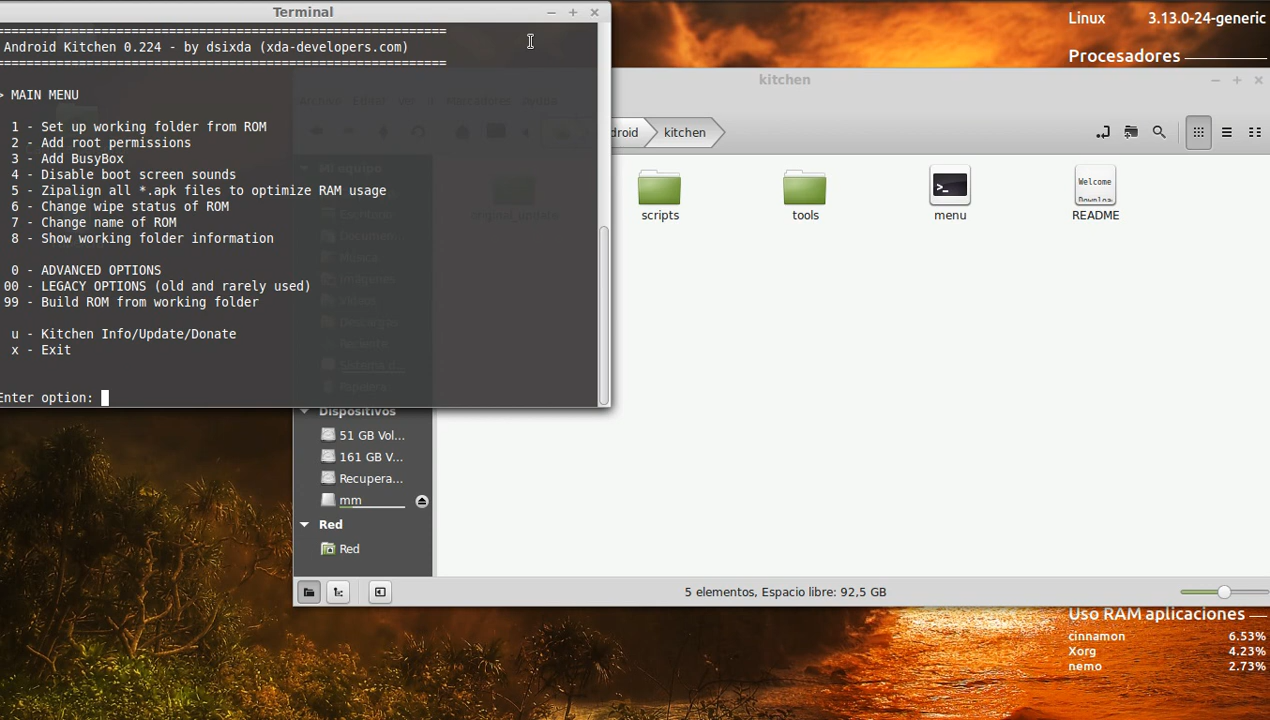 Terminal
Android Kitchen 0.224 - by dsixda (xda-developers.com)
> MAIN MENU
1 - Set up working folder from ROM
2 - Add root permissions
3 - Add BusyBox
4 - Disable boot screen sounds
5 - Zipalign all *.apk files to optimize RAM usage
6 - Change wipe status of ROM
7 - Change name of ROM
8 - Show working folder information
0 - ADVANCED OPTIONS
00 - LEGACY OPTIONS (old and rarely used)
99 - Build ROM from working folder
u - Kitchen Info/Update/Donate
x - Exit
Enter option:
Linux 3.13.0-24-generic
Procesadores
kitchen
droid kitchen
Mi equipo
scripts tools menu README
Welcome
Dispositivos
51 GB Vol...
161 GB V...
Recupera...
mm
Red
Red
5 elementos, Espacio libre: 92,5 GB
Uso RAM aplicaciones
cinnamon 6.53%
Xorg 4.23%
nemo 2.73%